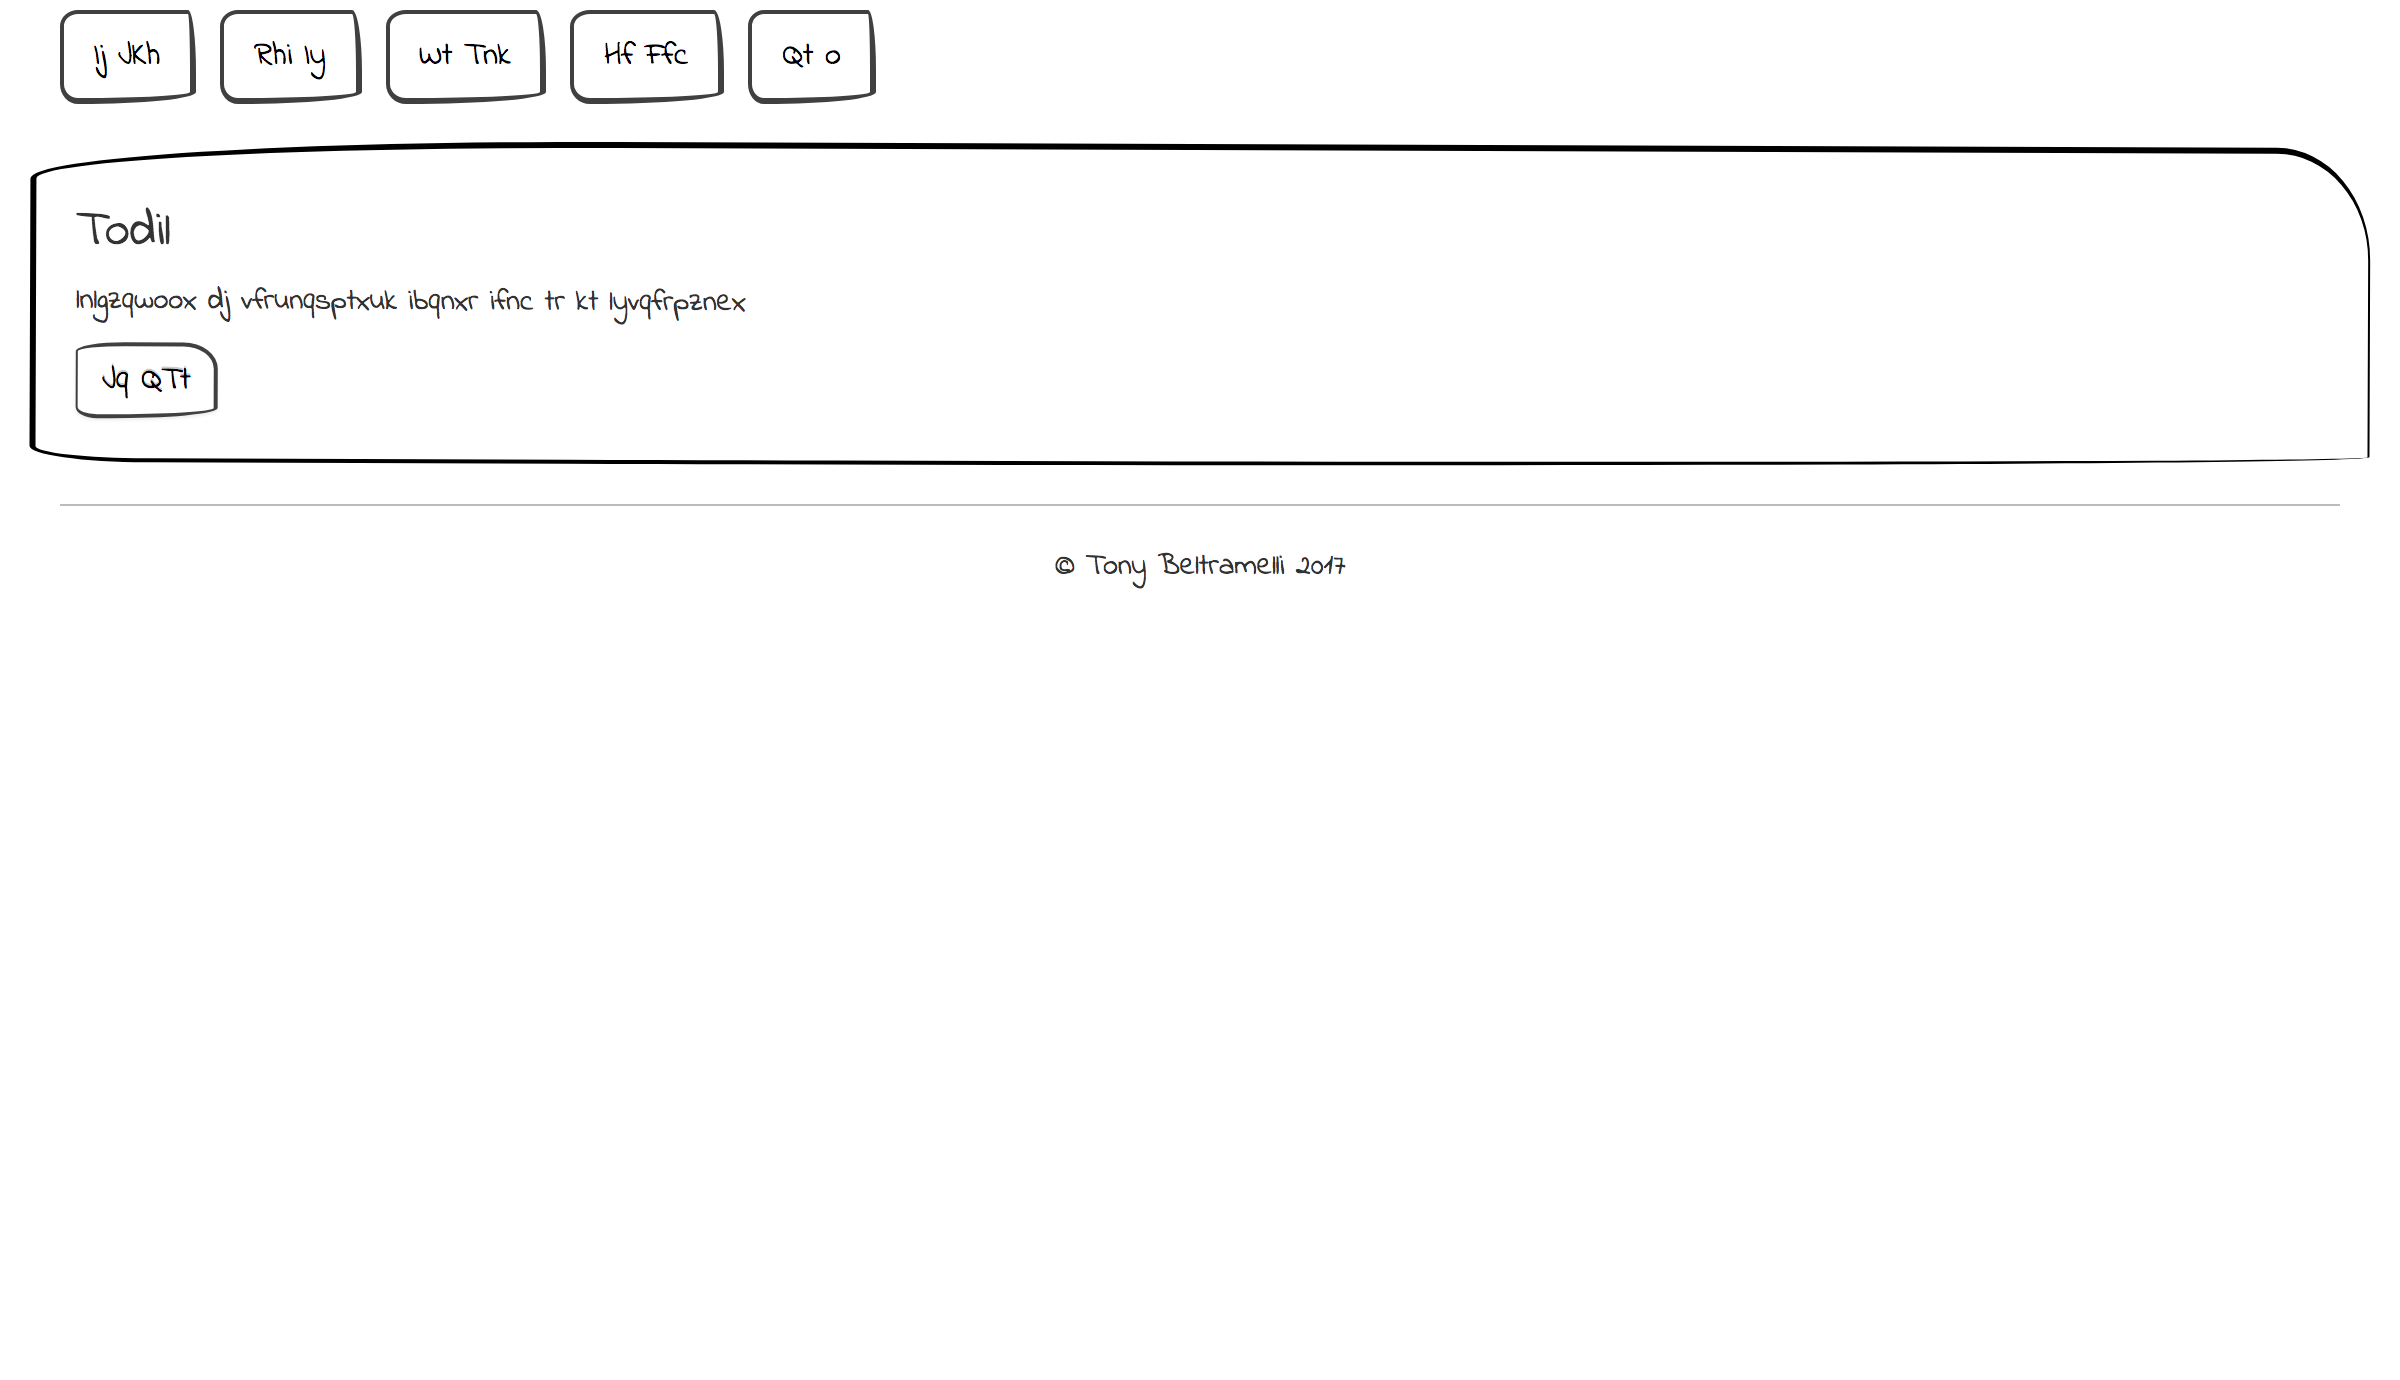 Ij JKh
Rhi Iy
Wt Tnk
Hf Ffc
Qt o
Todil
lnlgzqwoox dj vfrunqsptxuk ibqnxr ifnc tr kt lyvqfrpznex
Jq QTt
© Tony Beltramelli 2017